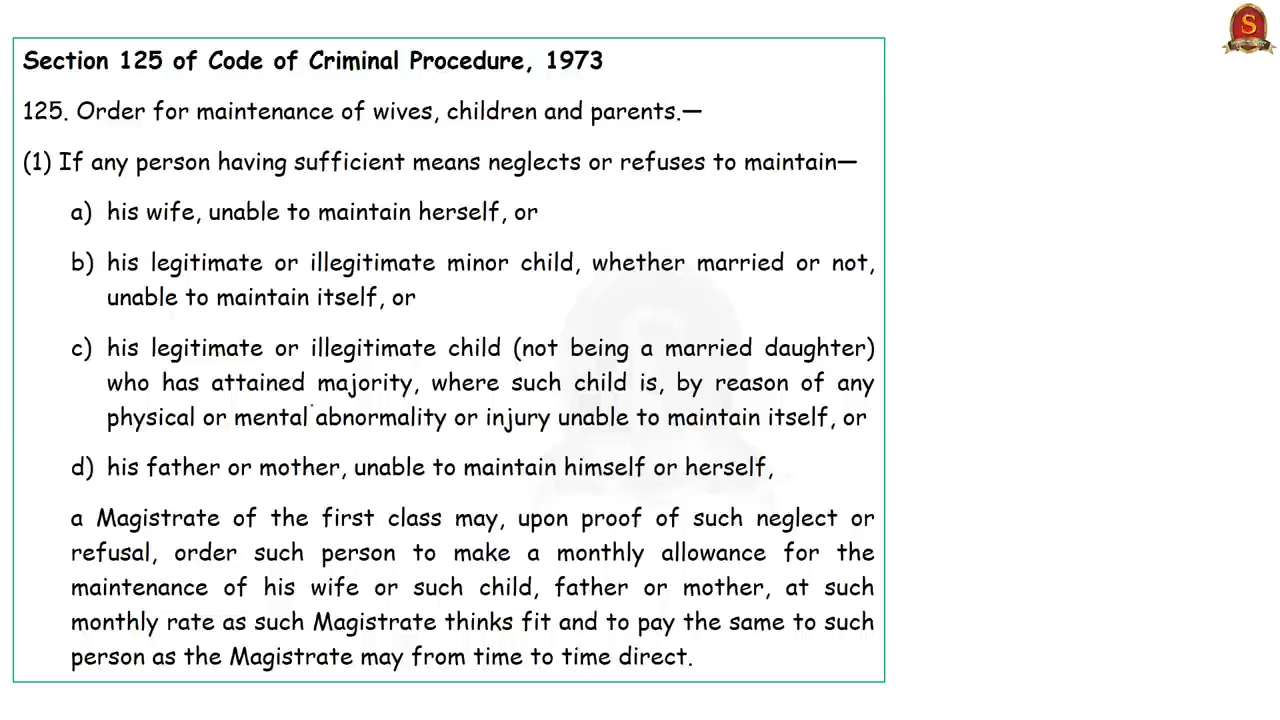 Section 125 of Code of Criminal Procedure, 1973
125. Order for maintenance of wives, children and parents.—
(1) If any person having sufficient means neglects or refuses to maintain—
a) his wife, unable to maintain herself, or
b) his legitimate or illegitimate minor child, whether married or not,
unable to maintain itself, or
c) his legitimate or illegitimate child (not being a married daughter)
who has attained majority, where such child is, by reason of any
physical or mental abnormality or injury unable to maintain itself, or
d) his father or mother, unable to maintain himself or herself,
a Magistrate of the first class may, upon proof of such neglect or
refusal, order such person to make a monthly allowance for the
maintenance of his wife or such child, father or mother, at such
monthly rate as such Magistrate thinks fit and to pay the same to such
person as the Magistrate may from time to time direct.
S